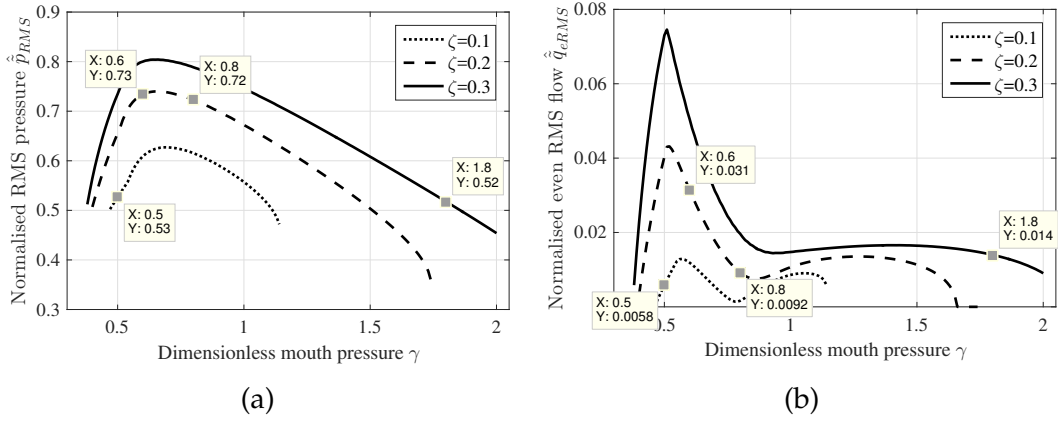 Normalised RMS pressure p̃̂_RMS
0.9
0.8
0.7
0.6
0.5
0.4
0.3
X: 0.6
Y: 0.73
X: 0.8
Y: 0.72
X: 0.5
Y: 0.53
X: 1.8
Y: 0.52
ζ=0.1
ζ=0.2
ζ=0.3
0.5
1
1.5
2
Dimensionless mouth pressure γ
(a)
Normalised even RMS flow q̃̂_eRMS
0.08
0.06
0.04
0.02
X: 0.6
Y: 0.031
X: 1.8
Y: 0.014
X: 0.5
Y: 0.0058
X: 0.8
Y: 0.0092
ζ=0.1
ζ=0.2
ζ=0.3
0.5
1
1.5
2
Dimensionless mouth pressure γ
(b)